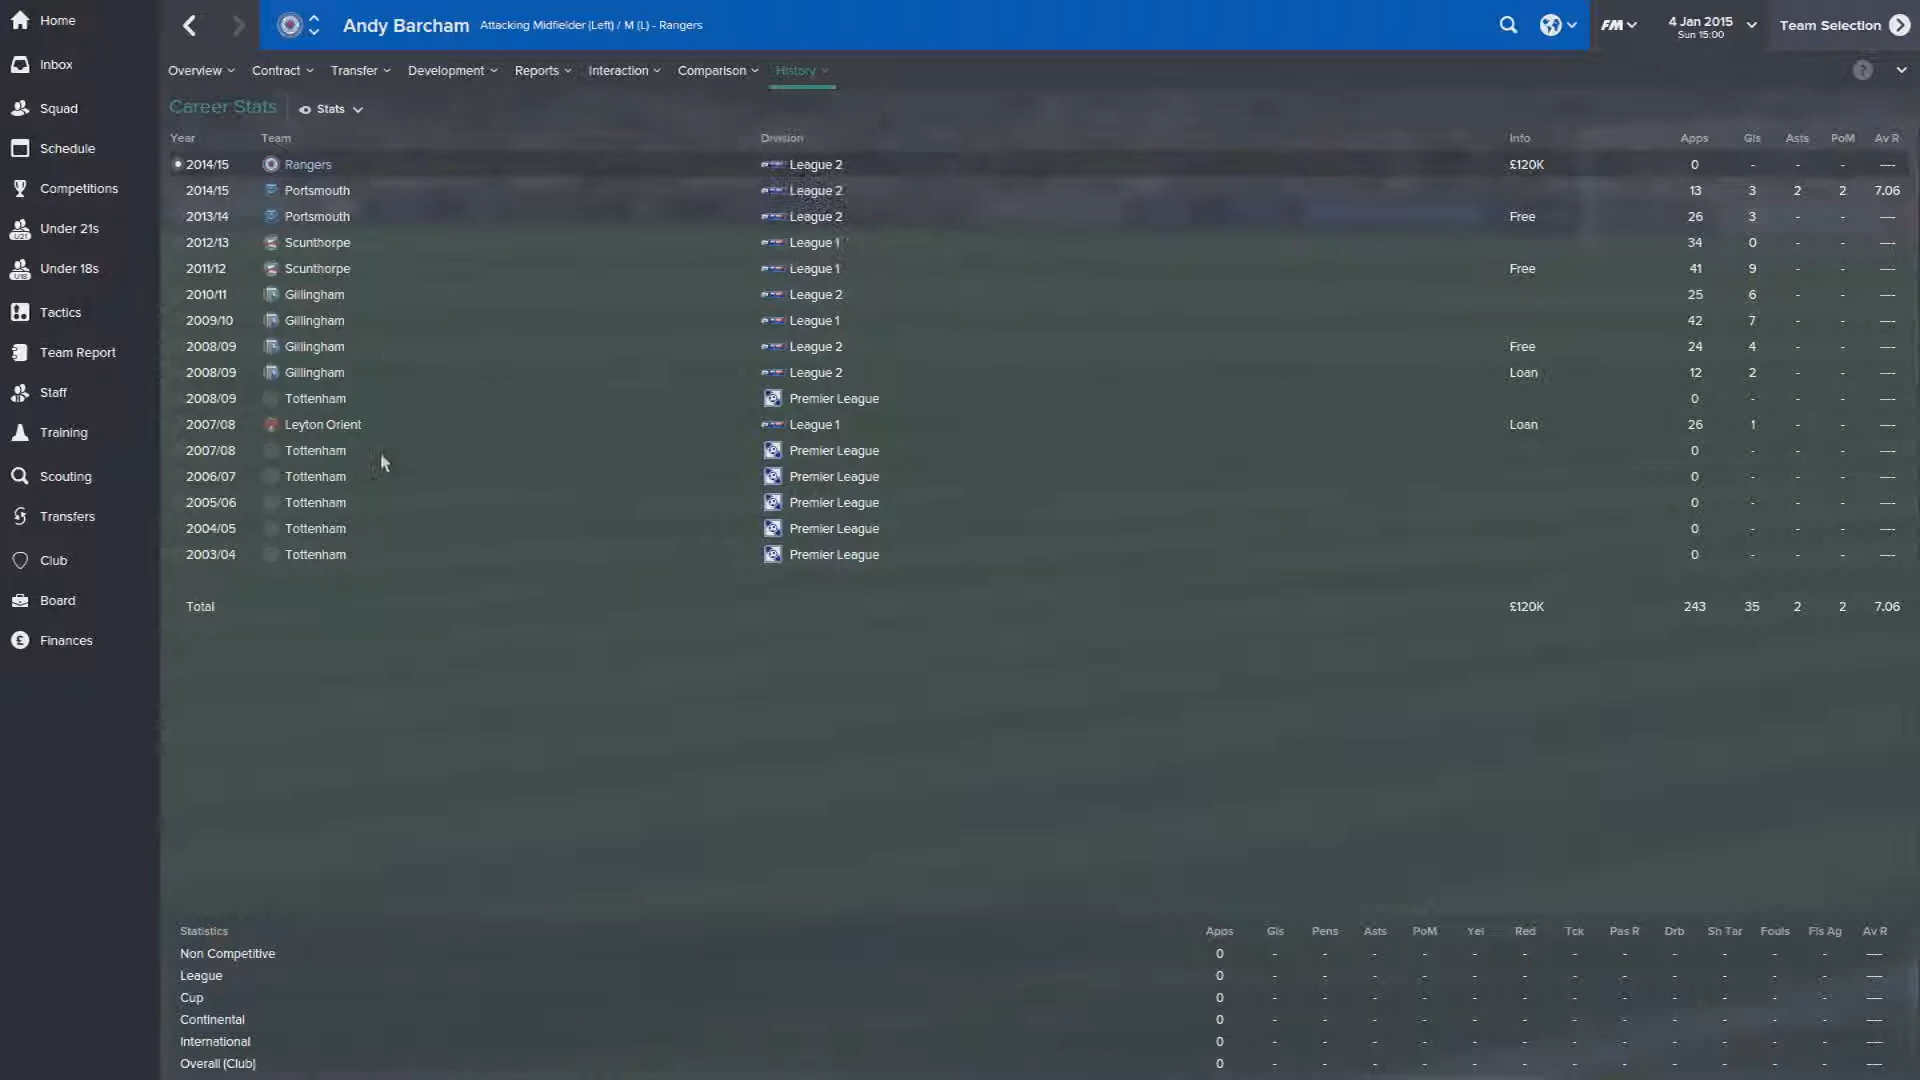 Home
Inbox
Squad
Schedule
Competitions
Under 21s
Under 18s
Tactics
Team Report
Staff
Training
Scouting
Transfers
Club
Board
Finances
Andy Barcham Attacking Midfielder (Left) / M (L) - Rangers
FM
4 Jan 2015
Sun 15:00
Team Selection
Overview Contract Transfer Development Reports Interaction Comparison History ?
Career Stats Stats
Year Team Division Info Apps Gls Asts PoM Av R
2014/15 Rangers League 2 £120K 0 - - - ---
2014/15 Portsmouth League 2 13 3 2 2 7.06
2013/14 Portsmouth League 2 Free 26 3 - - ---
2012/13 Scunthorpe League 1 34 0 - - ---
2011/12 Scunthorpe League 1 Free 41 9 - - ---
2010/11 Gillingham League 2 25 6 - - ---
2009/10 Gillingham League 1 42 7 - - ---
2008/09 Gillingham League 2 Free 24 4 - - ---
2008/09 Gillingham League 2 Loan 12 2 - - ---
2008/09 Tottenham Premier League 0 - - - ---
2007/08 Leyton Orient League 1 Loan 26 1 - - ---
2007/08 Tottenham Premier League 0 - - - ---
2006/07 Tottenham Premier League 0 - - - ---
2005/06 Tottenham Premier League 0 - - - ---
2004/05 Tottenham Premier League 0 - - - ---
2003/04 Tottenham Premier League 0 - - - ---
Total £120K 243 35 2 2 7.06
Statistics Apps Gls Pens Asts PoM Yel Red Tck Pas R Drb Sh Tar Fouls Fls Ag Av R
Non Competitive 0 - - - - - - - - - - - - ---
League 0 - - - - - - - - - - - - ---
Cup 0 - - - - - - - - - - - - ---
Continental 0 - - - - - - - - - - - - ---
International 0 - - - - - - - - - - - - ---
Overall (Club) 0 - - - - - - - - - - - - ---